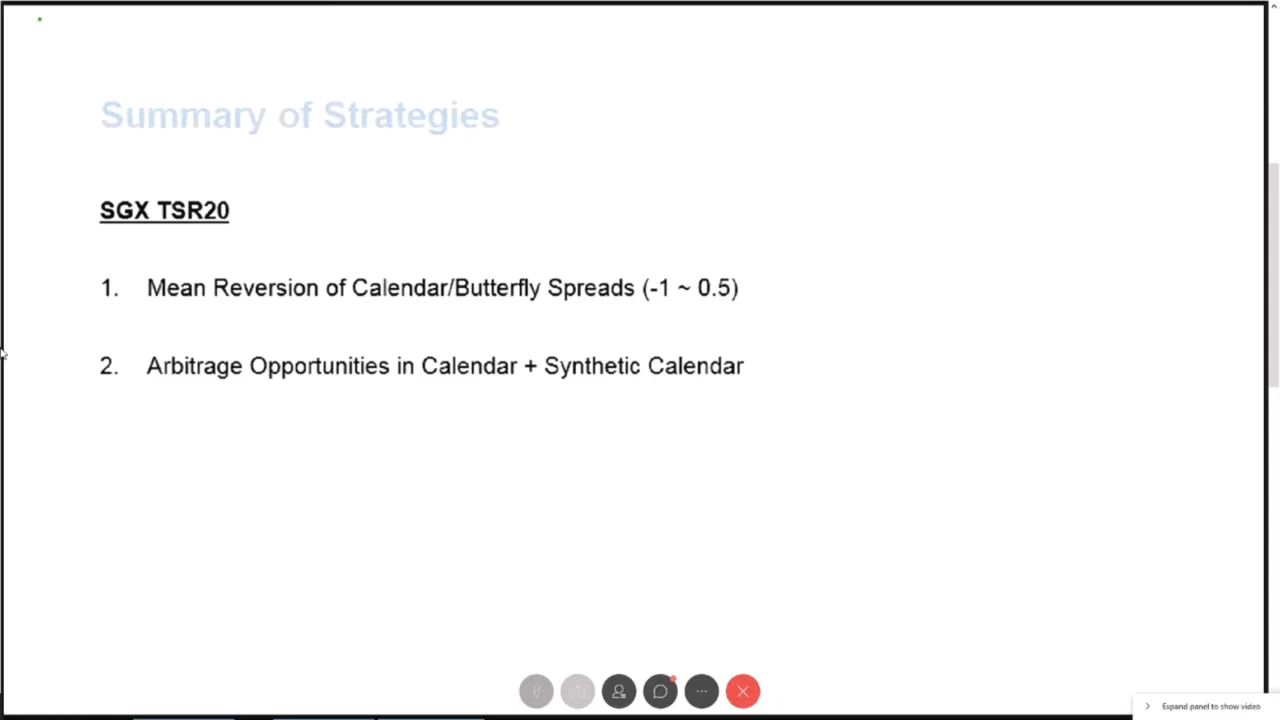 Summary of Strategies
SGX TSR20
1. Mean Reversion of Calendar/Butterfly Spreads (-1 ~ 0.5)
2. Arbitrage Opportunities in Calendar + Synthetic Calendar
Expand panel to show video